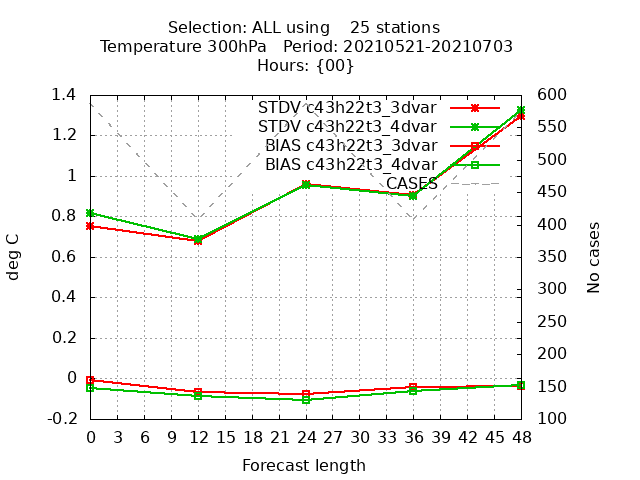 Selection: ALL using    25 stations
Temperature 300hPa   Period: 20210521-20210703
Hours: {00}
STDV c43h22t3_3dvar
STDV c43h22t3_4dvar
BIAS c43h22t3_3dvar
BIAS c43h22t3_4dvar
CASES
1.4
1.2
1
0.8
0.6
0.4
0.2
0
-0.2
deg C
600
550
500
450
400
350
300
250
200
150
100
No cases
0 3 6 9 12 15 18 21 24 27 30 33 36 39 42 45 48
Forecast length